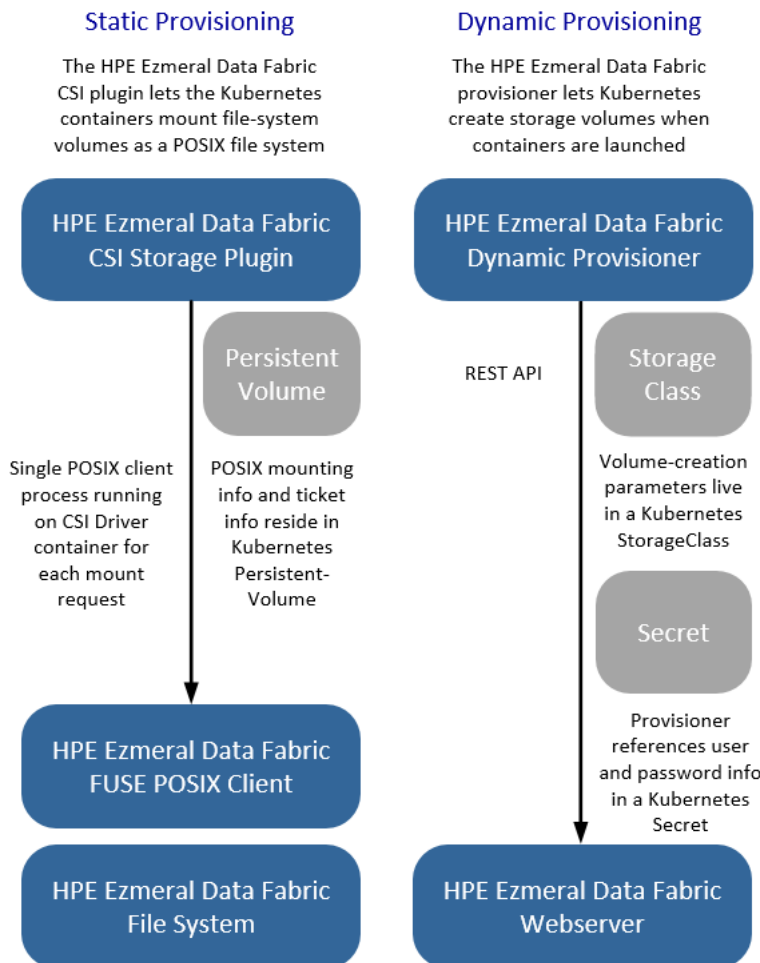 Static Provisioning
The HPE Ezmeral Data Fabric
CSI plugin lets the Kubernetes
containers mount file-system
volumes as a POSIX file system
HPE Ezmeral Data Fabric
CSI Storage Plugin
Persistent
Volume
Single POSIX client
process running
on CSI Driver
container for
each mount
request
POSIX mounting
info and ticket
info reside in
Kubernetes
Persistent-
Volume
HPE Ezmeral Data Fabric
FUSE POSIX Client
HPE Ezmeral Data Fabric
File System
Dynamic Provisioning
The HPE Ezmeral Data Fabric
provisioner lets Kubernetes
create storage volumes when
containers are launched
HPE Ezmeral Data Fabric
Dynamic Provisioner
REST API
Storage
Class
Volume-creation
parameters live
in a Kubernetes
StorageClass
Secret
Provisioner
references user
and password info
in a Kubernetes
Secret
HPE Ezmeral Data Fabric
Webserver